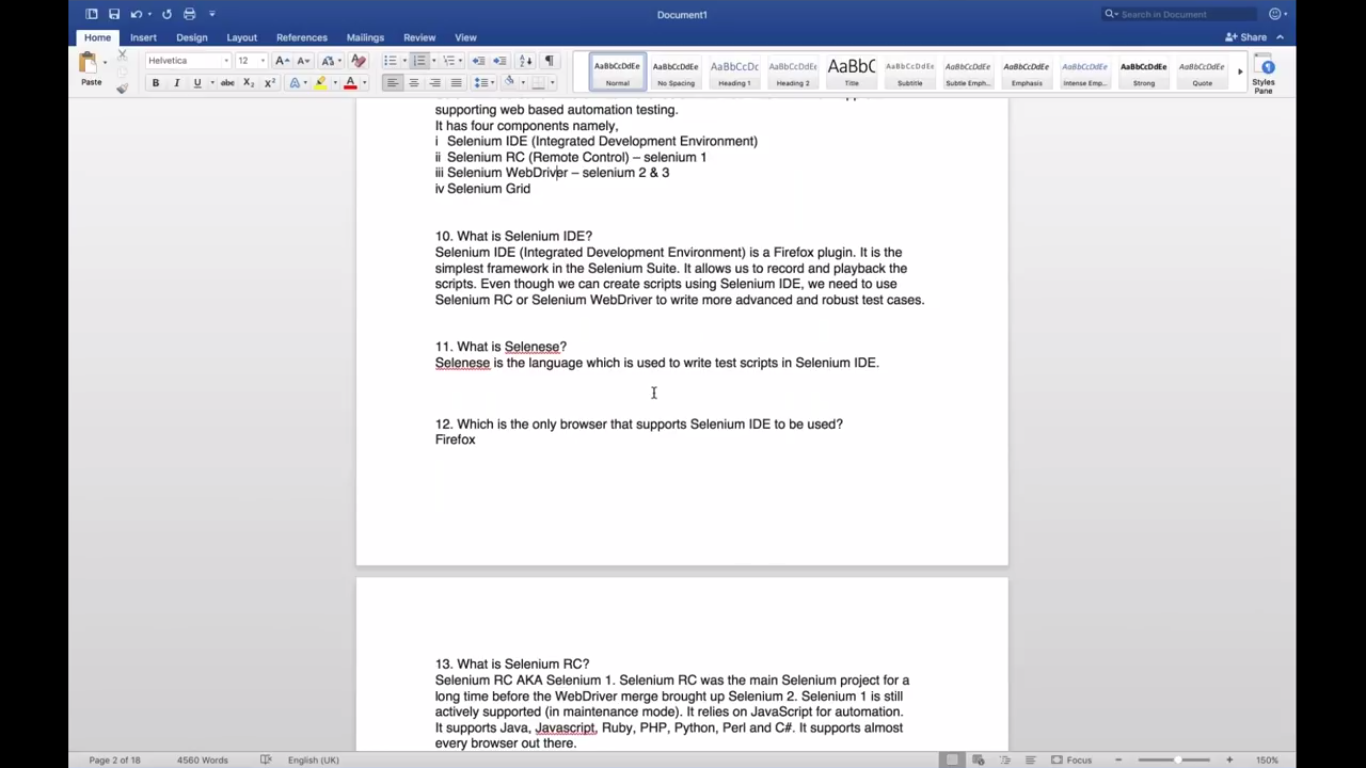 Document1
Search in Document
Home Insert Design Layout References Mailings Review View
Share
Paste
Helvetica 12
B I U abc X2 X2 A
AaBbCcDdEe AaBbCcDdEe AaBbCcDc AaBbCcDdEe AaBbC AaBbCcDdEe AaBbCcDdEe AaBbCcDdEe AaBbCcDdEe AaBbCcDdEe AaBbCcDdEe
Normal No Spacing Heading 1 Heading 2 Title Subtitle Subtle Emph... Emphasis Intense Emp... Strong Quote
Styles
Pane
supporting web based automation testing.
It has four components namely,
i Selenium IDE (Integrated Development Environment)
ii Selenium RC (Remote Control) – selenium 1
iii Selenium WebDriver – selenium 2 & 3
iv Selenium Grid
10. What is Selenium IDE?
Selenium IDE (Integrated Development Environment) is a Firefox plugin. It is the
simplest framework in the Selenium Suite. It allows us to record and playback the
scripts. Even though we can create scripts using Selenium IDE, we need to use
Selenium RC or Selenium WebDriver to write more advanced and robust test cases.
11. What is Selenese?
Selenese is the language which is used to write test scripts in Selenium IDE.
12. Which is the only browser that supports Selenium IDE to be used?
Firefox
13. What is Selenium RC?
Selenium RC AKA Selenium 1. Selenium RC was the main Selenium project for a
long time before the WebDriver merge brought up Selenium 2. Selenium 1 is still
actively supported (in maintenance mode). It relies on JavaScript for automation.
It supports Java, Javascript, Ruby, PHP, Python, Perl and C#. It supports almost
every browser out there.
Page 2 of 18 4560 Words English (UK) Focus 150%